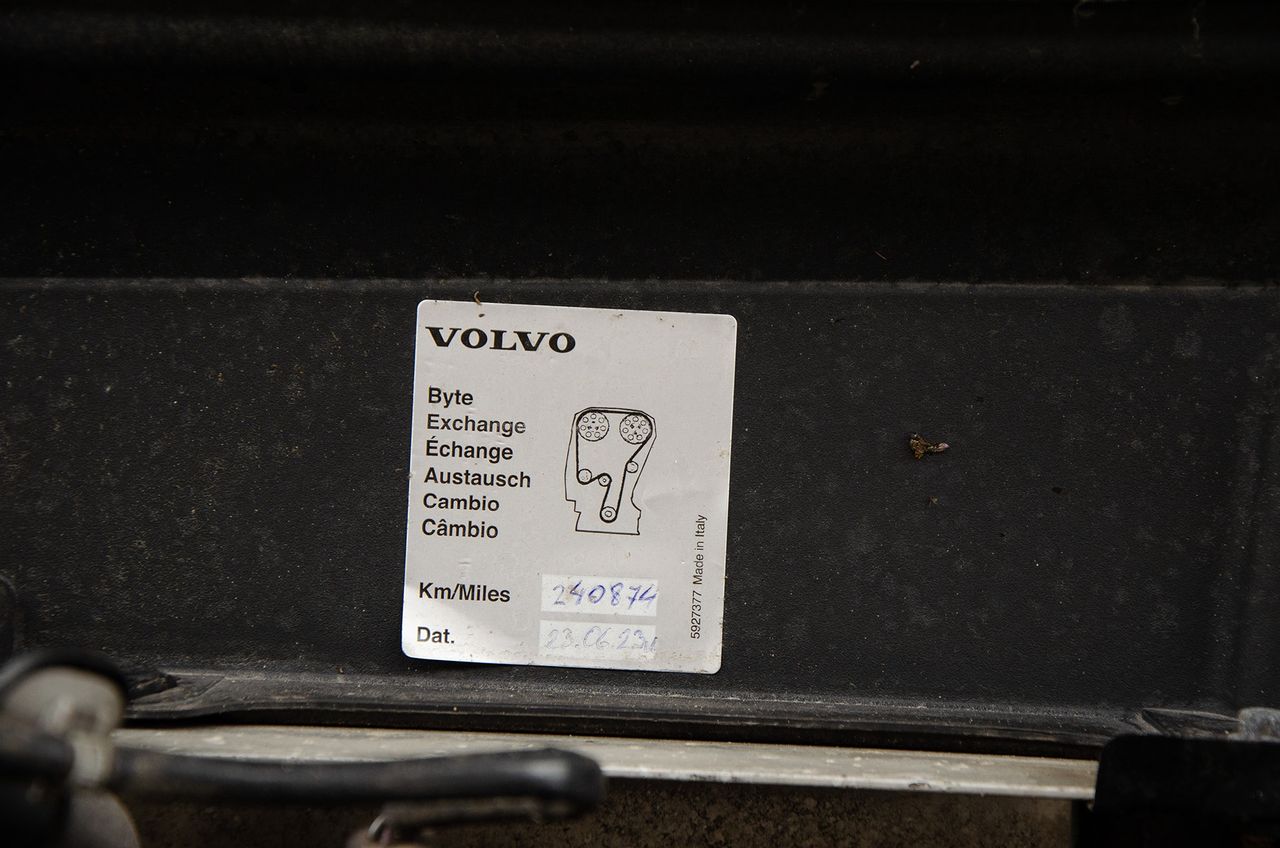 VOLVO
Byte
Exchange
Échange
Austausch
Cambio
Câmbio
Km/Miles 240874
Dat. 23.06.23
5927377 Made in Italy